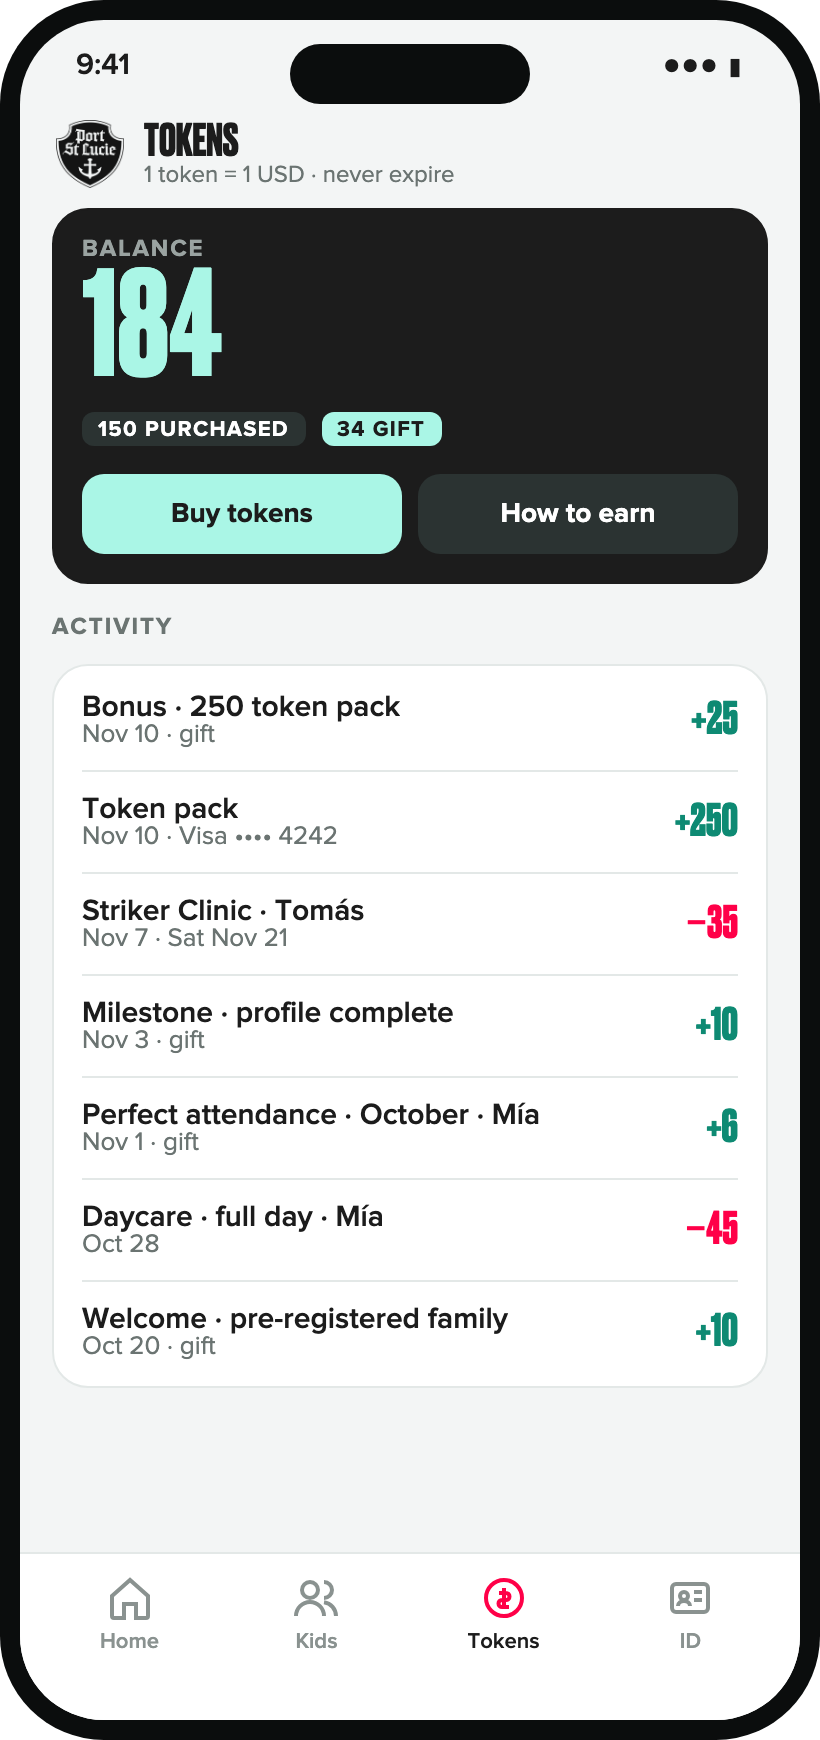 9:41
Port
St Lucie
TOKENS
1 token = 1 USD · never expire
BALANCE
184
150 PURCHASED
34 GIFT
Buy tokens
How to earn
ACTIVITY
Bonus · 250 token pack
+25
Nov 10 · gift
Token pack
+250
Nov 10 · Visa •••• 4242
Striker Clinic · Tomás
−35
Nov 7 · Sat Nov 21
Milestone · profile complete
+10
Nov 3 · gift
Perfect attendance · October · Mía
+6
Nov 1 · gift
Daycare · full day · Mía
−45
Oct 28
Welcome · pre-registered family
+10
Oct 20 · gift
Home
Kids
Tokens
ID